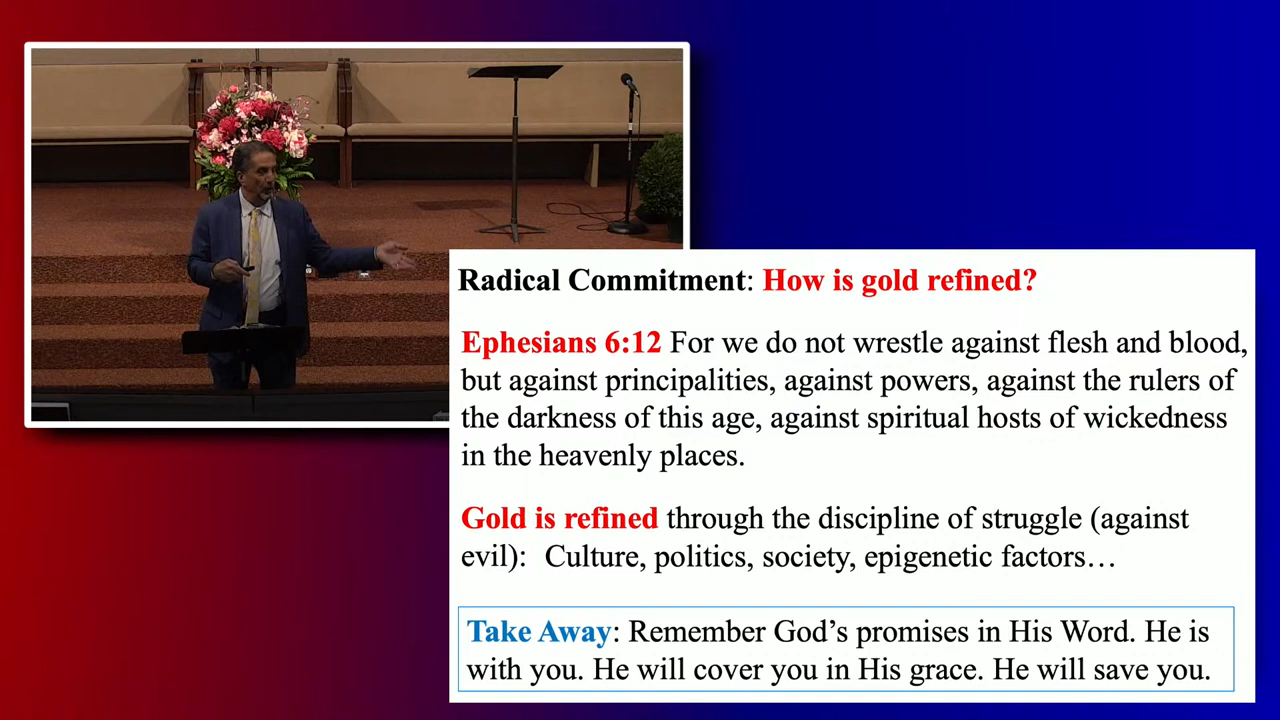 Radical Commitment: How is gold refined?
Ephesians 6:12 For we do not wrestle against flesh and blood,
but against principalities, against powers, against the rulers of
the darkness of this age, against spiritual hosts of wickedness
in the heavenly places.
Gold is refined through the discipline of struggle (against
evil): Culture, politics, society, epigenetic factors…
Take Away: Remember God’s promises in His Word. He is
with you. He will cover you in His grace. He will save you.